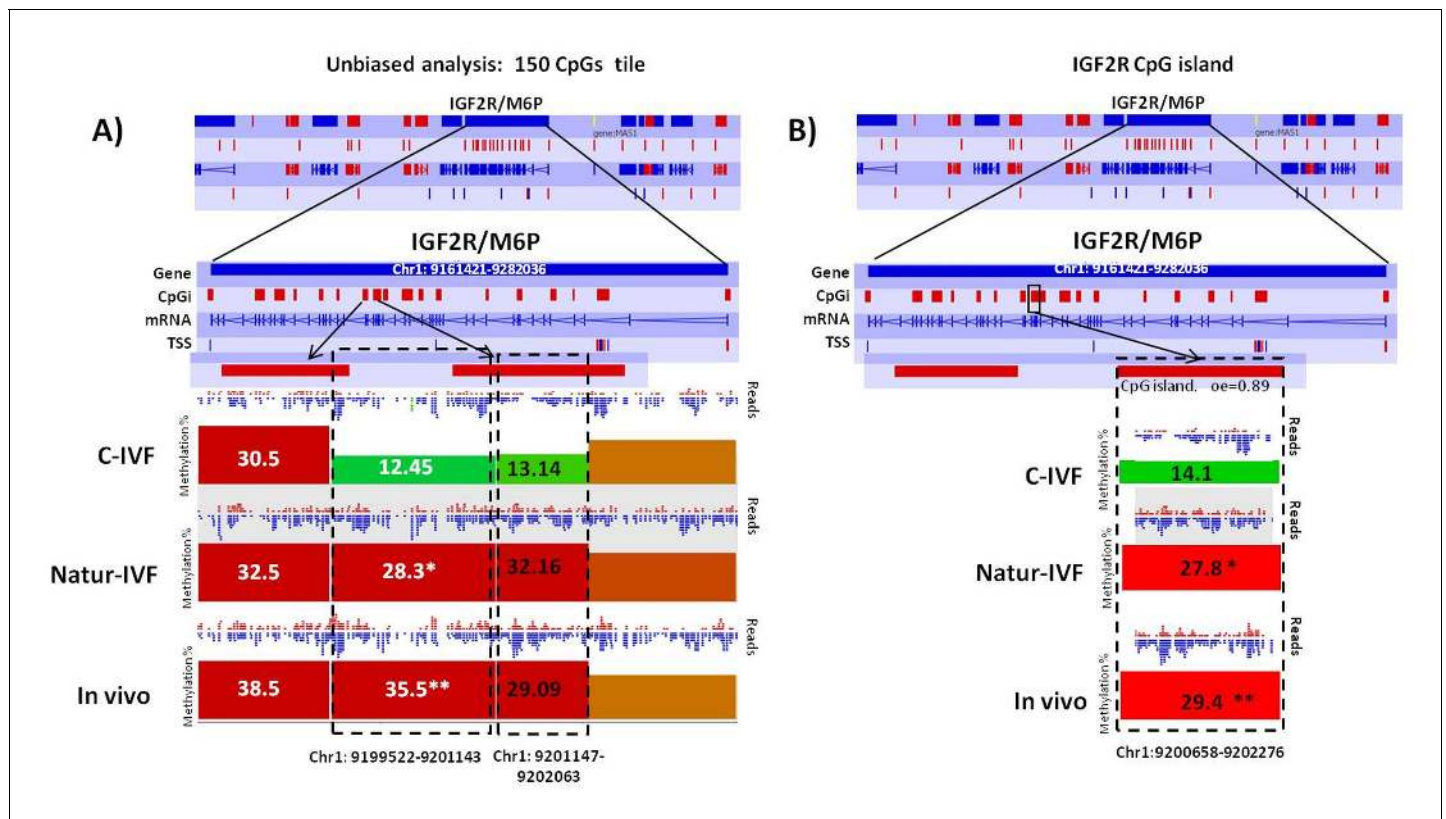 Unbiased analysis: 150 CpGs tile
A)
IGF2R/M6P
gene:MAS1
IGF2R/M6P
Gene
Chr1: 9161421-9282036
CpGi
mRNA
TSS
Reads
C-IVF
Methylation%
30.5
12.45
13.14
Reads
Natur-IVF
Methylation%
32.5
28.3*
32.16
Reads
In vivo
Methylation%
38.5
35.5**
29.09
Chr1: 9199522-9201143
Chr1: 9201147-
9202063
IGF2R CpG island
B)
IGF2R/M6P
gene:MAS1
IGF2R/M6P
Gene
Chr1: 9161421-9282036
CpGi
mRNA
TSS
CpG island. oe=0.89
Reads
C-IVF
Methylation%
14.1
Reads
Natur-IVF
Methylation%
27.8 *
Reads
In vivo
Methylation%
29.4 **
Chr1:9200658-9202276